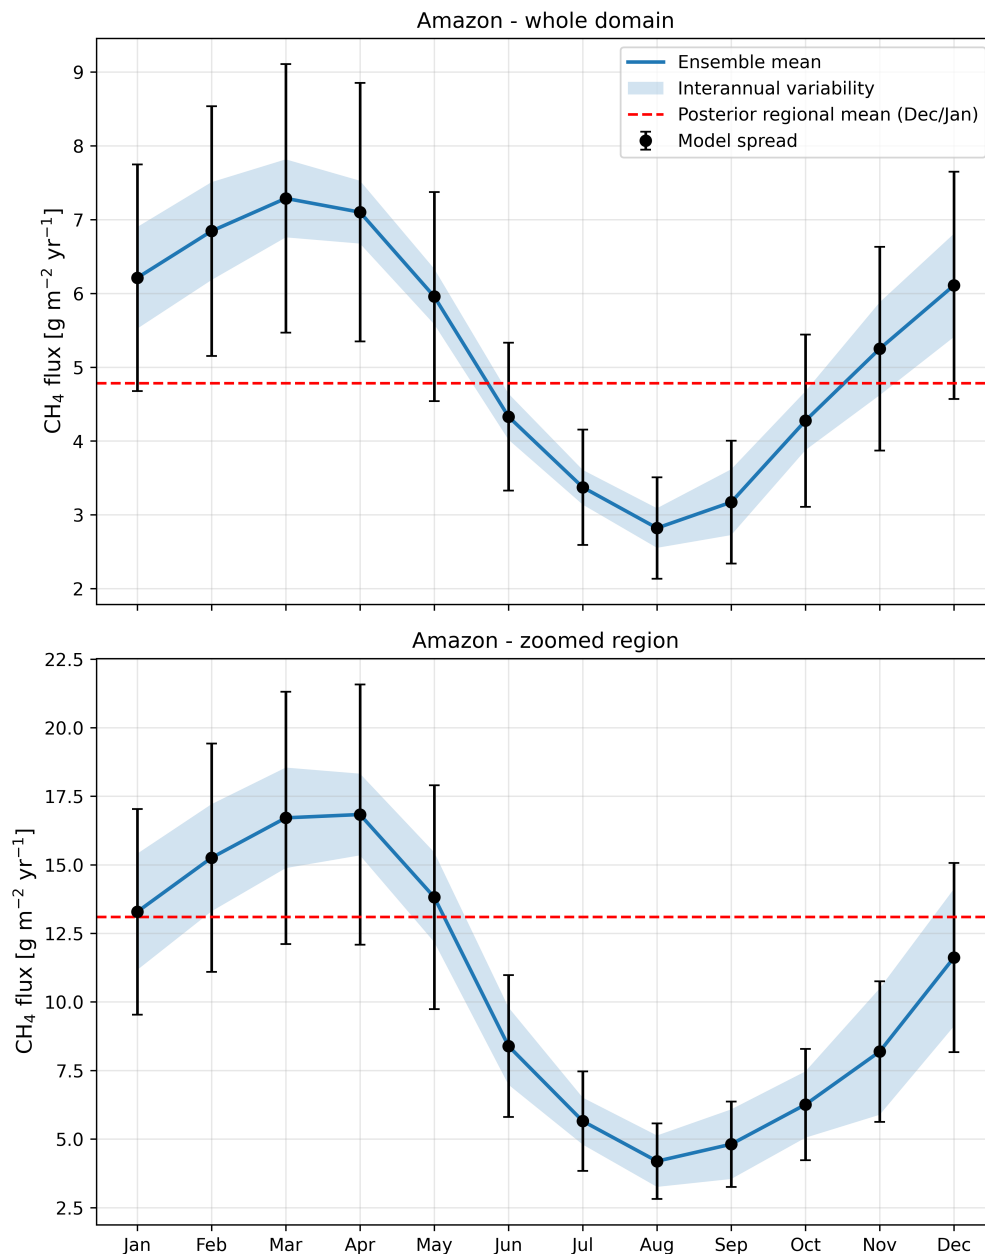 Amazon - whole domain
Ensemble mean
Interannual variability
Posterior regional mean (Dec/Jan)
Model spread
CH₄ flux [g m⁻² yr⁻¹]
9
8
7
6
5
4
3
2
Amazon - zoomed region
CH₄ flux [g m⁻² yr⁻¹]
22.5
20.0
17.5
15.0
12.5
10.0
7.5
5.0
2.5
Jan Feb Mar Apr May Jun Jul Aug Sep Oct Nov Dec